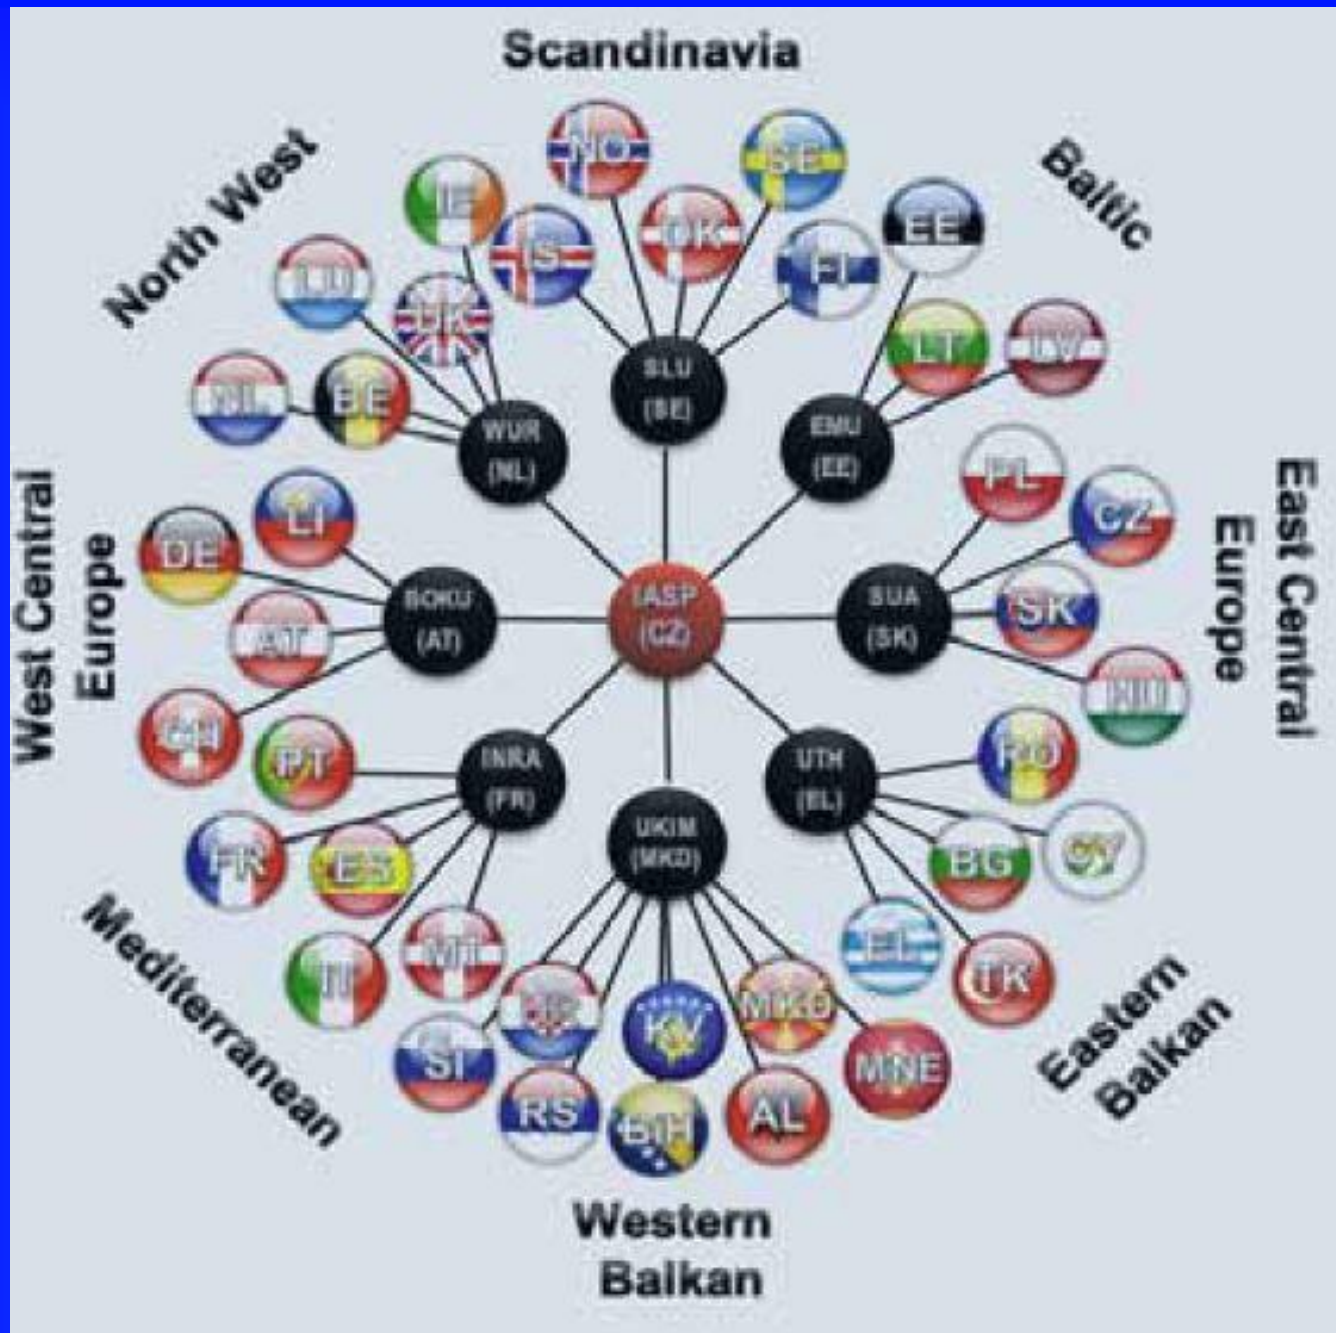 Scandinavia
North West
Baltic
NO
SE
IE
DK
EE
IS
FI
LU
UK
LT
LV
NL
BE
SLU
(SE)
WUR
(NL)
EMU
(EE)
PL
CZ
LI
DE
West Central
Europe
East Central
Europe
BOKU
(AT)
IASP
(CZ)
SUA
(SK)
SK
AT
HU
CH
PT
INRA
(FR)
UTH
(EL)
RO
UKIM
(MKD)
FR
ES
BG
CY
EL
IT
MT
TK
HR
KV
MKD
SI
MNE
RS
BIH
AL
Mediterranean
Eastern
Balkan
Western
Balkan